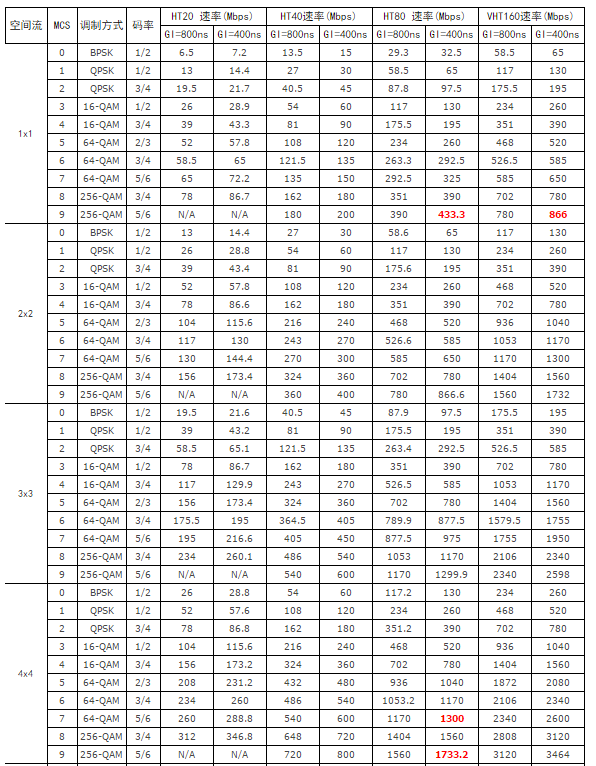 空间流 MCS 调制方式 码率 HT20 速率(Mbps) HT40速率(Mbps) HT80 速率(Mbps) VHT160速率(Mbps)
GI=800ns GI=400ns GI=800ns GI=400ns GI=800ns GI=400ns GI=800ns GI=400ns
1x1
0 BPSK 1/2 6.5 7.2 13.5 15 29.3 32.5 58.5 65
1 QPSK 1/2 13 14.4 27 30 58.5 65 117 130
2 QPSK 3/4 19.5 21.7 40.5 45 87.8 97.5 175.5 195
3 16-QAM 1/2 26 28.9 54 60 117 130 234 260
4 16-QAM 3/4 39 43.3 81 90 175.5 195 351 390
5 64-QAM 2/3 52 57.8 108 120 234 260 468 520
6 64-QAM 3/4 58.5 65 121.5 135 263.3 292.5 526.5 585
7 64-QAM 5/6 65 72.2 135 150 292.5 325 585 650
8 256-QAM 3/4 78 86.7 162 180 351 390 702 780
9 256-QAM 5/6 N/A N/A 180 200 390 433.3 780 866
2x2
0 BPSK 1/2 13 14.4 27 30 58.6 65 117 130
1 QPSK 1/2 26 28.8 54 60 117 130 234 260
2 QPSK 3/4 39 43.4 81 90 175.6 195 351 390
3 16-QAM 1/2 52 57.8 108 120 234 260 468 520
4 16-QAM 3/4 78 86.6 162 180 351 390 702 780
5 64-QAM 2/3 104 115.6 216 240 468 520 936 1040
6 64-QAM 3/4 117 130 243 270 526.6 585 1053 1170
7 64-QAM 5/6 130 144.4 270 300 585 650 1170 1300
8 256-QAM 3/4 156 173.4 324 360 702 780 1404 1560
9 256-QAM 5/6 N/A N/A 360 400 780 866.6 1560 1732
3x3
0 BPSK 1/2 19.5 21.6 40.5 45 87.9 97.5 175.5 195
1 QPSK 1/2 39 43.2 81 90 175.5 195 351 390
2 QPSK 3/4 58.5 65.1 121.5 135 263.4 292.5 526.5 585
3 16-QAM 1/2 78 86.7 162 180 351 390 702 780
4 16-QAM 3/4 117 129.9 243 270 526.5 585 1053 1170
5 64-QAM 2/3 156 173.4 324 360 702 780 1404 1560
6 64-QAM 3/4 175.5 195 364.5 405 789.9 877.5 1579.5 1755
7 64-QAM 5/6 195 216.6 405 450 877.5 975 1755 1950
8 256-QAM 3/4 234 260.1 486 540 1053 1170 2106 2340
9 256-QAM 5/6 N/A N/A 540 600 1170 1299.9 2340 2598
4x4
0 BPSK 1/2 26 28.8 54 60 117.2 130 234 260
1 QPSK 1/2 52 57.6 108 120 234 260 468 520
2 QPSK 3/4 78 86.8 162 180 351.2 390 702 780
3 16-QAM 1/2 104 115.6 216 240 468 520 936 1040
4 16-QAM 3/4 156 173.2 324 360 702 780 1404 1560
5 64-QAM 2/3 208 231.2 432 480 936 1040 1872 2080
6 64-QAM 3/4 234 260 486 540 1053.2 1170 2106 2340
7 64-QAM 5/6 260 288.8 540 600 1170 1300 2340 2600
8 256-QAM 3/4 312 346.8 648 720 1404 1560 2808 3120
9 256-QAM 5/6 N/A N/A 720 800 1560 1733.2 3120 3464